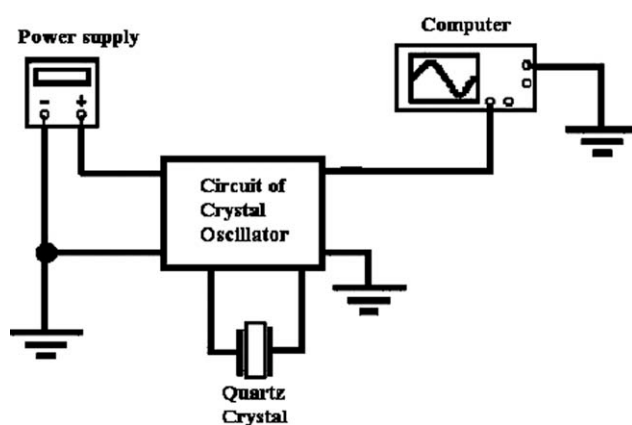 Computer
Power supply
- +
Circuit of
Crystal
Oscillator
Quartz
Crystal